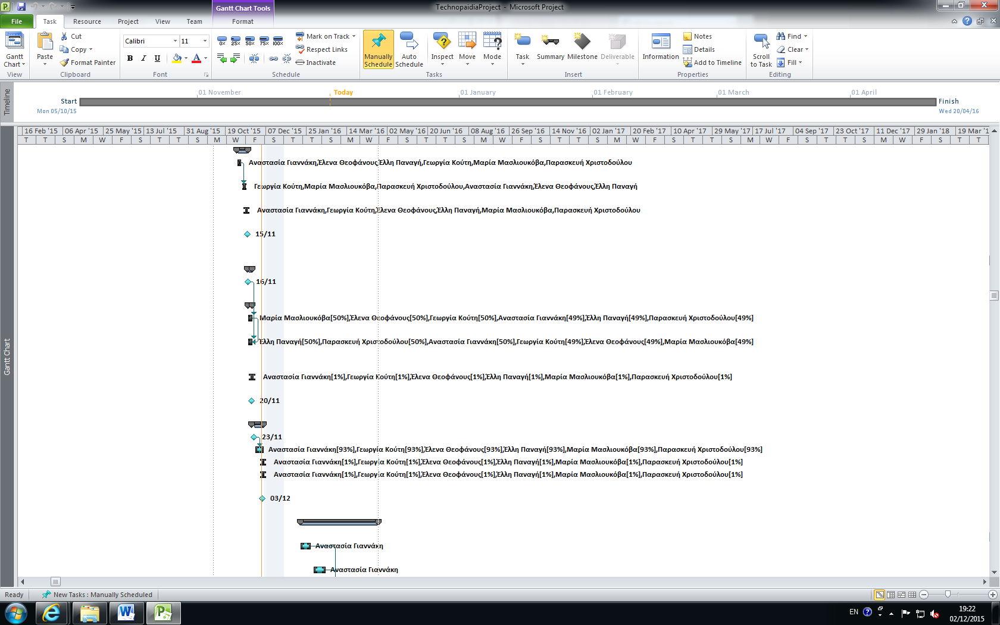 Gantt Chart Tools
TechnopaidiaProject - Microsoft Project
File Task Resource Project View Team Format
Gantt Chart
View
Paste
Cut
Copy
Format Painter
Clipboard
Calibri 11
B I U A
Font
0% 25% 50% 75% 100%
Mark on Track
Respect Links
Inactivate
Schedule
Manually Schedule
Auto Schedule
Inspect Move Mode
Tasks
Task Summary Milestone Deliverable
Insert
Information
Notes
Details
Add to Timeline
Properties
Scroll to Task
Find
Clear
Fill
Editing
Timeline
01 November Today 01 January 01 February 01 March 01 April
Start Finish
Mon 05/10/15 Wed 20/04/16
16 Feb '15 06 Apr '15 25 May '15 13 Jul '15 31 Aug '15 19 Oct '15 07 Dec '15 25 Jan '16 14 Mar '16 02 May '16 20 Jun '16 08 Aug '16 26 Sep '16 14 Nov '16 02 Jan '17 20 Feb '17 10 Apr '17 29 May '17 17 Jul '17 04 Sep '17 23 Oct '17 11 Dec '17 29 Jan '18 19 Mar '1
T T S M W F S T T S M W F S T T S M W F S T T S M W F S T T S M W F S T T S M W F S T T S M W F S T T
Αναστασία Γιαννάκη,Έλενα Θεοφάνους,Έλλη Παναγή,Γεωργία Κούτη,Μαρία Μασλιουκόβα,Παρασκευή Χριστοδούλου
Γεωργία Κούτη,Μαρία Μασλιουκόβα,Παρασκευή Χριστοδούλου,Αναστασία Γιαννάκη,Έλενα Θεοφάνους,Έλλη Παναγή
Αναστασία Γιαννάκη,Γεωργία Κούτη,Έλενα Θεοφάνους,Έλλη Παναγή,Μαρία Μασλιουκόβα,Παρασκευή Χριστοδούλου
15/11
16/11
Μαρία Μασλιουκόβα[50%],Έλενα Θεοφάνους[50%],Γεωργία Κούτη[50%],Αναστασία Γιαννάκη[49%],Έλλη Παναγή[49%],Παρασκευή Χριστοδούλου[49%]
Έλλη Παναγή[50%],Παρασκευή Χριστοδούλου[50%],Αναστασία Γιαννάκη[50%],Γεωργία Κούτη[49%],Έλενα Θεοφάνους[49%],Μαρία Μασλιουκόβα[49%]
Gantt Chart
Αναστασία Γιαννάκη[1%],Γεωργία Κούτη[1%],Έλενα Θεοφάνους[1%],Έλλη Παναγή[1%],Μαρία Μασλιουκόβα[1%],Παρασκευή Χριστοδούλου[1%]
20/11
23/11
Αναστασία Γιαννάκη[93%],Γεωργία Κούτη[93%],Έλενα Θεοφάνους[93%],Έλλη Παναγή[93%],Μαρία Μασλιουκόβα[93%],Παρασκευή Χριστοδούλου[93%]
Αναστασία Γιαννάκη[1%],Γεωργία Κούτη[1%],Έλενα Θεοφάνους[1%],Έλλη Παναγή[1%],Μαρία Μασλιουκόβα[1%],Παρασκευή Χριστοδούλου[1%]
Αναστασία Γιαννάκη[1%],Γεωργία Κούτη[1%],Έλενα Θεοφάνους[1%],Έλλη Παναγή[1%],Μαρία Μασλιουκόβα[1%],Παρασκευή Χριστοδούλου[1%]
03/12
Αναστασία Γιαννάκη
Αναστασία Γιαννάκη
Ready New Tasks : Manually Scheduled
EN 19:22
02/12/2015